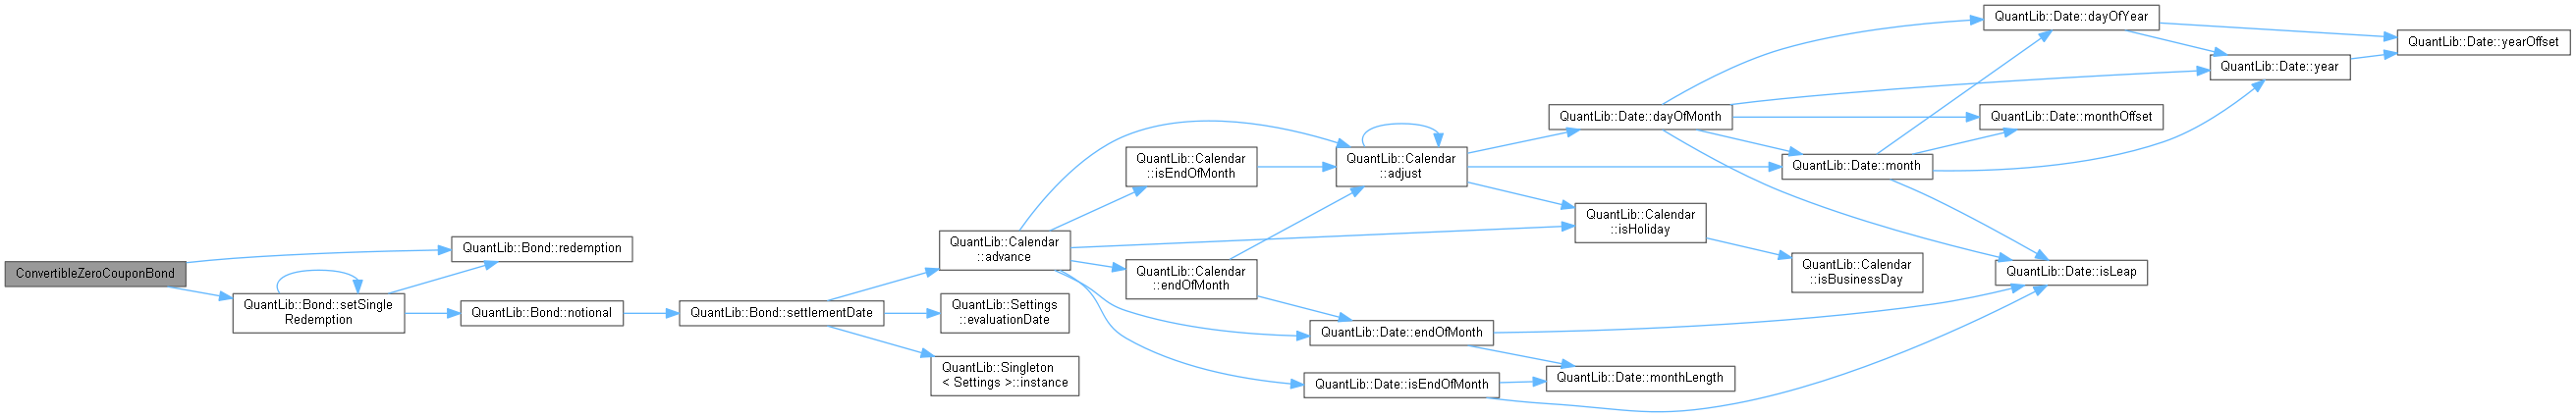 ConvertibleZeroCouponBond
QuantLib::Bond::redemption
QuantLib::Bond::setSingle
Redemption
QuantLib::Bond::notional
QuantLib::Bond::settlementDate
QuantLib::Calendar
::advance
QuantLib::Settings
::evaluationDate
QuantLib::Singleton
< Settings >::instance
QuantLib::Calendar
::isEndOfMonth
QuantLib::Calendar
::endOfMonth
QuantLib::Calendar
::adjust
QuantLib::Date::endOfMonth
QuantLib::Date::isEndOfMonth
QuantLib::Date::dayOfMonth
QuantLib::Calendar
::isHoliday
QuantLib::Date::monthLength
QuantLib::Date::month
QuantLib::Calendar
::isBusinessDay
QuantLib::Date::dayOfYear
QuantLib::Date::monthOffset
QuantLib::Date::isLeap
QuantLib::Date::year
QuantLib::Date::yearOffset